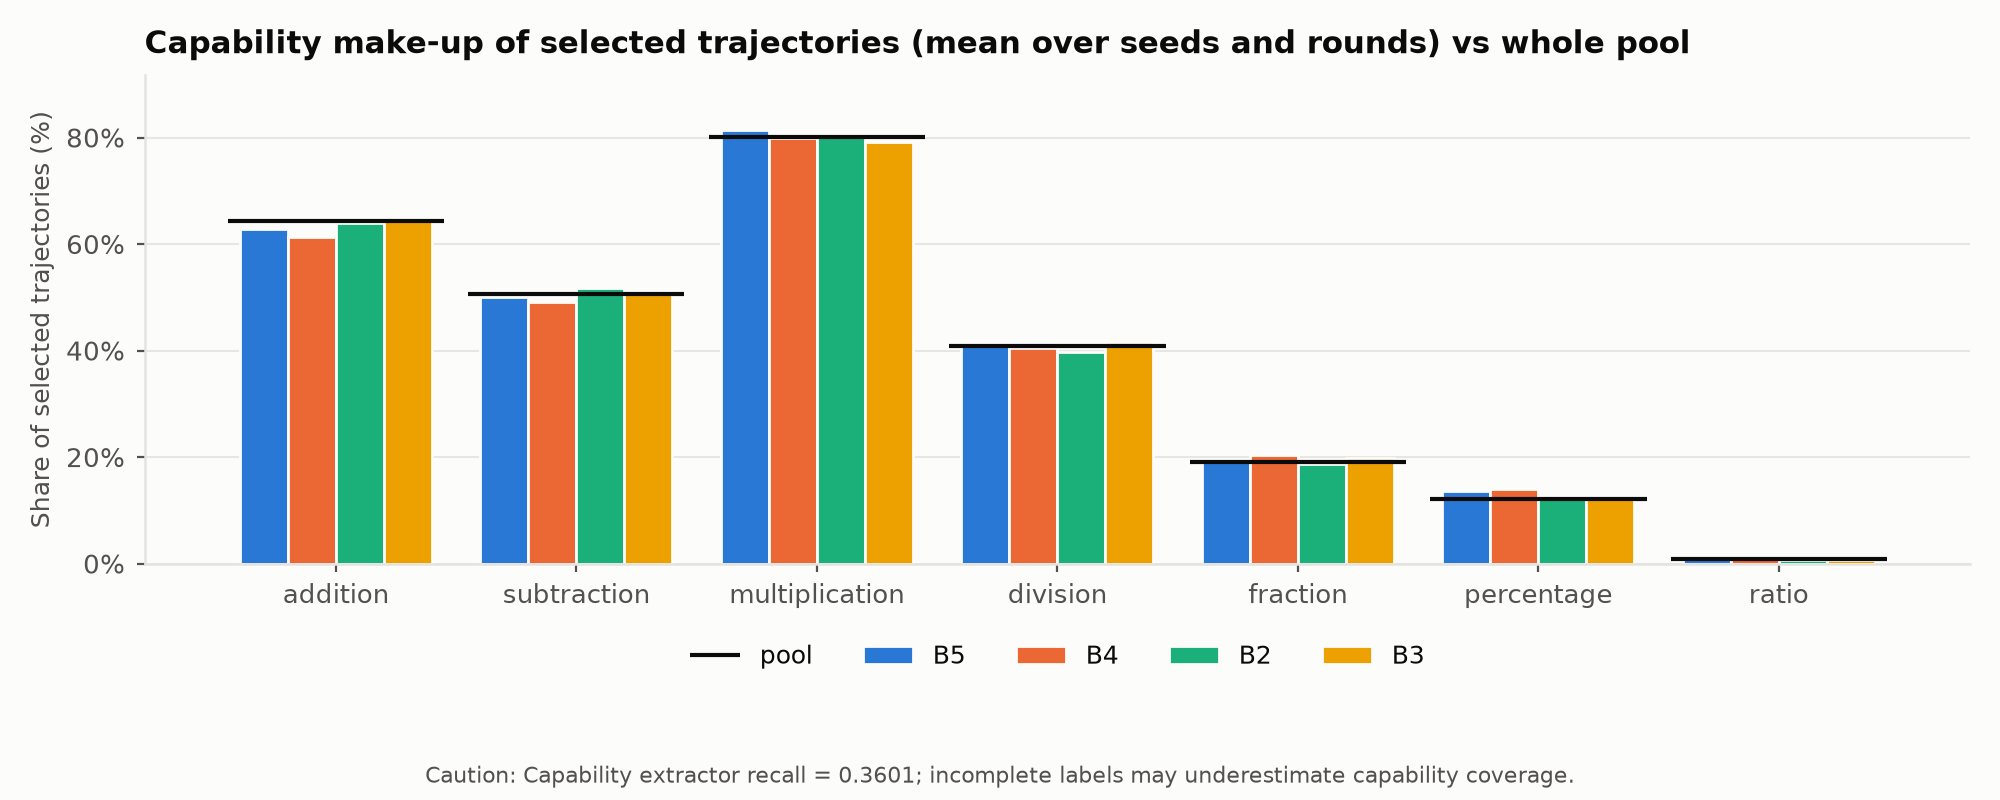 Capability make-up of selected trajectories (mean over seeds and rounds) vs whole pool
Share of selected trajectories (%)
80%
60%
40%
20%
0%
addition subtraction multiplication division fraction percentage ratio
pool B5 B4 B2 B3
Caution: Capability extractor recall = 0.3601; incomplete labels may underestimate capability coverage.